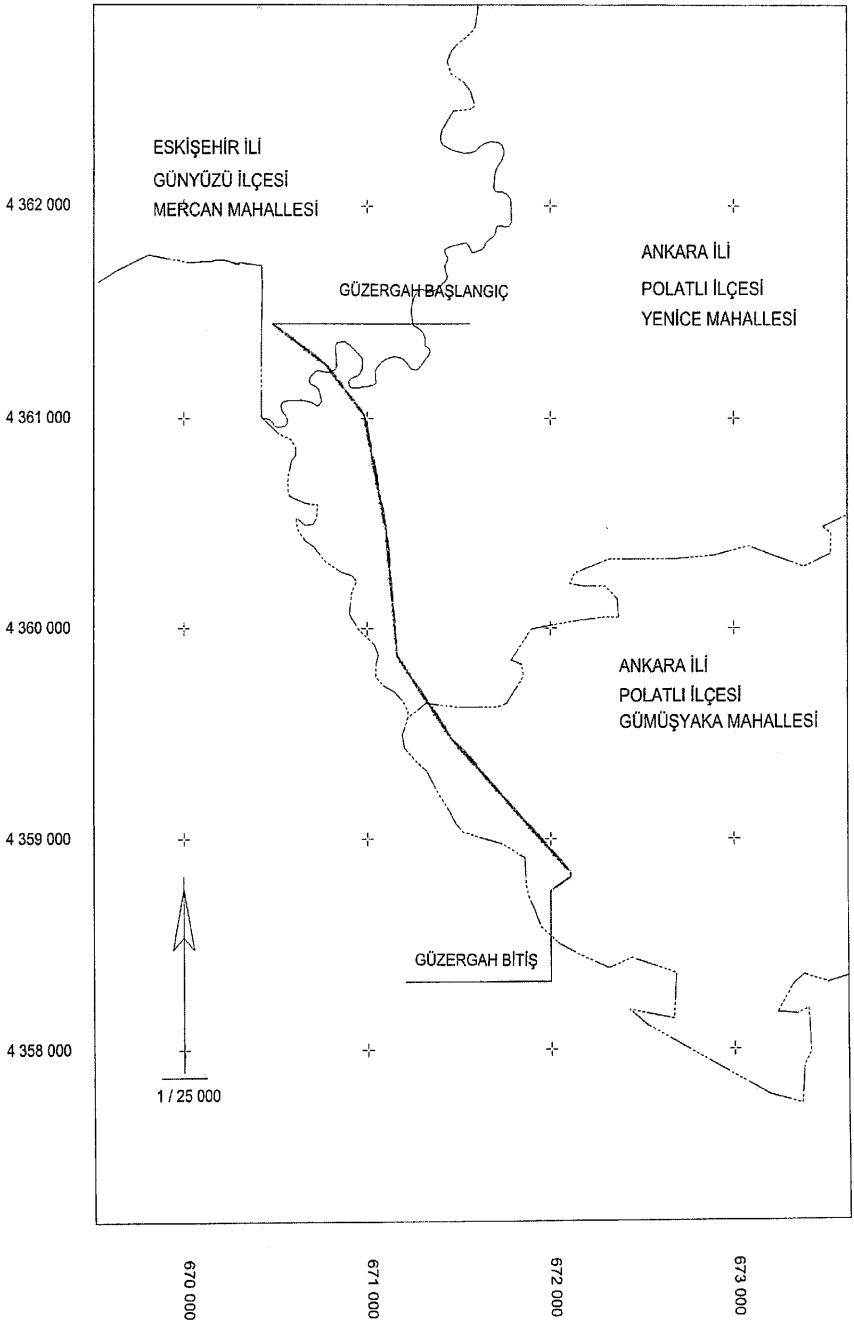 ESKİŞEHİR İLİ
GÜNYÜZÜ İLÇESİ
MERCAN MAHALLESİ
4 362 000
ANKARA İLİ
POLATLI İLÇESİ
YENİCE MAHALLESİ
GÜZERGAH BAŞLANGIÇ
4 361 000
4 360 000
ANKARA İLİ
POLATLI İLÇESİ
GÜMÜŞYAKA MAHALLESİ
4 359 000
GÜZERGAH BİTİŞ
4 358 000
1 / 25 000
670 000
671 000
672 000
673 000